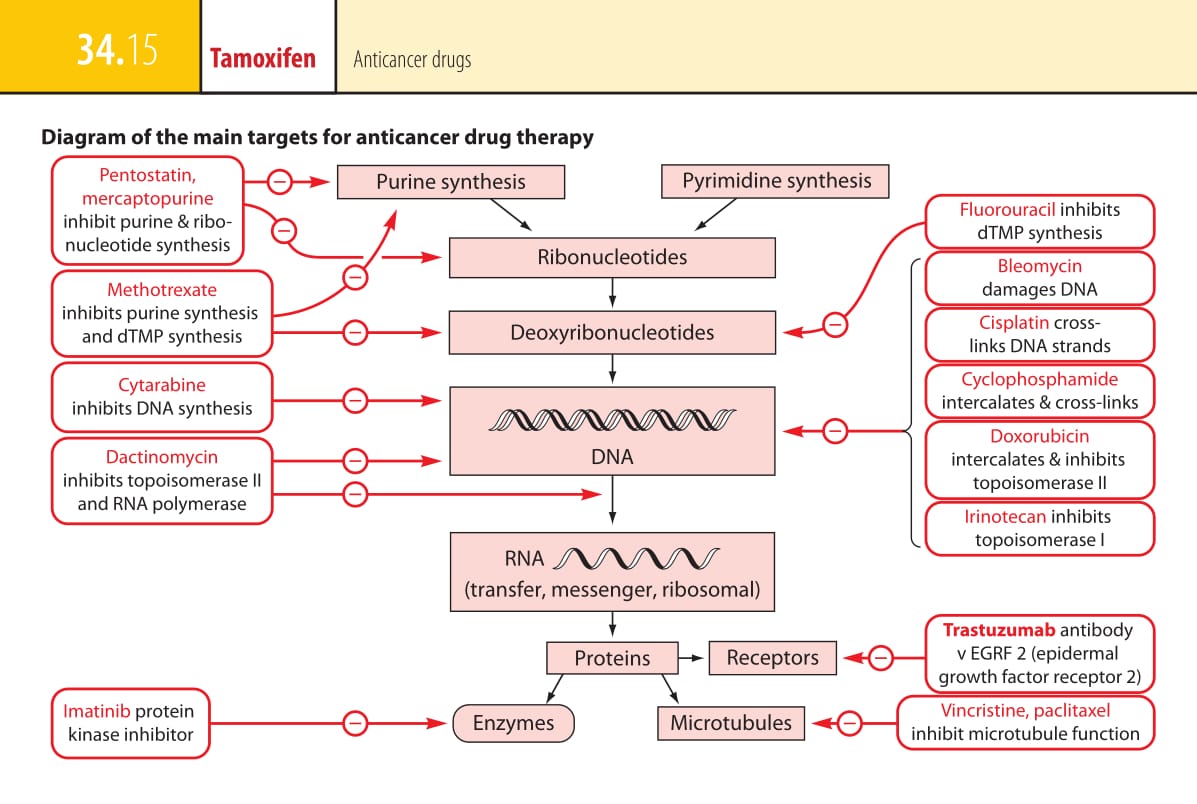 34.15
Tamoxifen
Anticancer drugs
Diagram of the main targets for anticancer drug therapy
Pentostatin,
mercaptopurine
inhibit purine & ribo-
nucleotide synthesis
Methotrexate
inhibits purine synthesis
and dTMP synthesis
Cytarabine
inhibits DNA synthesis
Dactinomycin
inhibits topoisomerase II
and RNA polymerase
Imatinib protein
kinase inhibitor
Purine synthesis
Pyrimidine synthesis
Ribonucleotides
Deoxyribonucleotides
DNA
RNA
(transfer, messenger, ribosomal)
Proteins
Receptors
Enzymes
Microtubules
Fluorouracil inhibits
dTMP synthesis
Bleomycin
damages DNA
Cisplatin cross-
links DNA strands
Cyclophosphamide
intercalates & cross-links
Doxorubicin
intercalates & inhibits
topoisomerase II
Irinotecan inhibits
topoisomerase I
Trastuzumab antibody
v EGRF 2 (epidermal
growth factor receptor 2)
Vincristine, paclitaxel
inhibit microtubule function